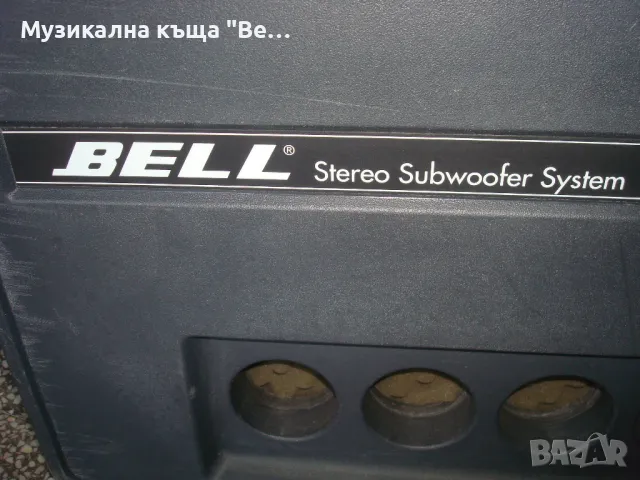 Музикална къща "Ве...
BELL® Stereo Subwoofer System
BAZAR